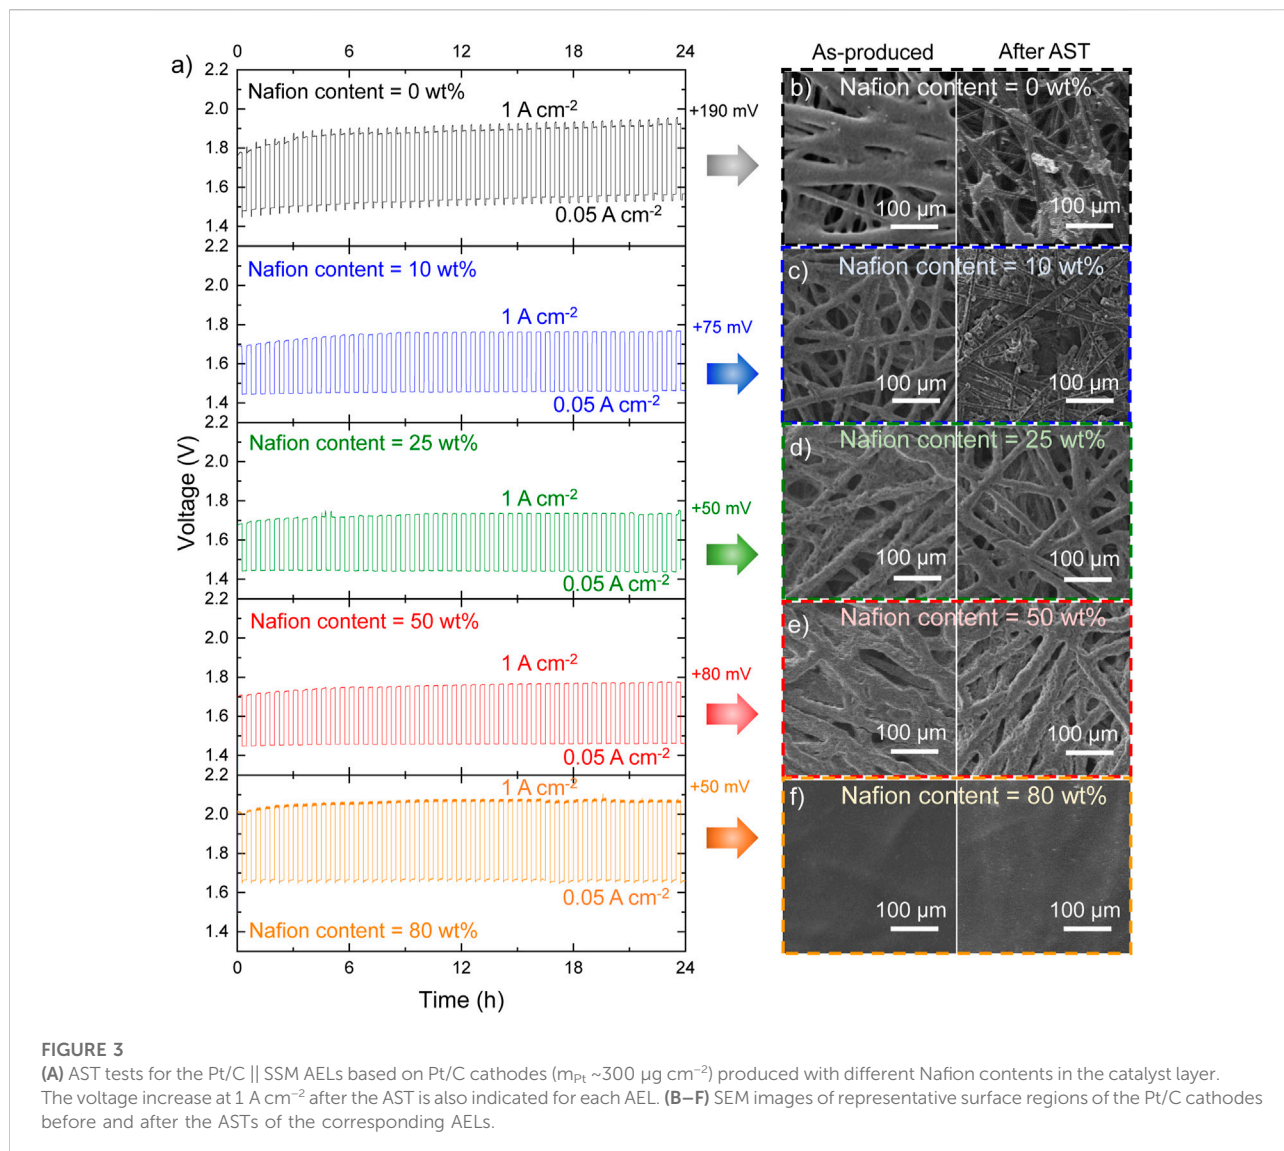 As-produced
After AST
0 6 12 18 24
a)
2.2
2.0
1.8
1.6
1.4
2.2
Nafion content = 0 wt%
1 A cm⁻²
0.05 A cm⁻²
+190 mV
b) Nafion content = 0 wt%
100 µm
100 µm
2.0
1.8
1.6
1.4
2.2
Nafion content = 10 wt%
1 A cm⁻²
0.05 A cm⁻²
+75 mV
c) Nafion content = 10 wt%
100 µm
100 µm
Voltage (V)
2.0
1.8
1.6
1.4
2.2
Nafion content = 25 wt%
1 A cm⁻²
0.05 A cm⁻²
+50 mV
d) Nafion content = 25 wt%
100 µm
100 µm
2.0
1.8
1.6
1.4
2.2
Nafion content = 50 wt%
1 A cm⁻²
0.05 A cm⁻²
+80 mV
e) Nafion content = 50 wt%
100 µm
100 µm
2.0
1.8
1.6
1.4
1 A cm⁻²
0.05 A cm⁻²
Nafion content = 80 wt%
+50 mV
f) Nafion content = 80 wt%
100 µm
100 µm
0 6 12 18 24
Time (h)
FIGURE 3
(A) AST tests for the Pt/C || SSM AELs based on Pt/C cathodes (mPt ~300 µg cm⁻²) produced with different Nafion contents in the catalyst layer.
The voltage increase at 1 A cm⁻² after the AST is also indicated for each AEL. (B–F) SEM images of representative surface regions of the Pt/C cathodes
before and after the ASTs of the corresponding AELs.